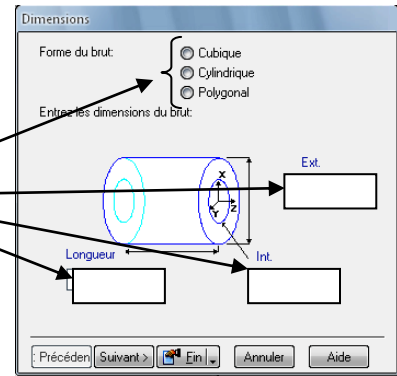 Dimensions
Forme du brut:
Cubique
Cylindrique
Polygonal
Entrez les dimensions du brut:
Ext.
X
Y
Z
Longueur
Int.
: Précéden Suivant > Fin Annuler Aide